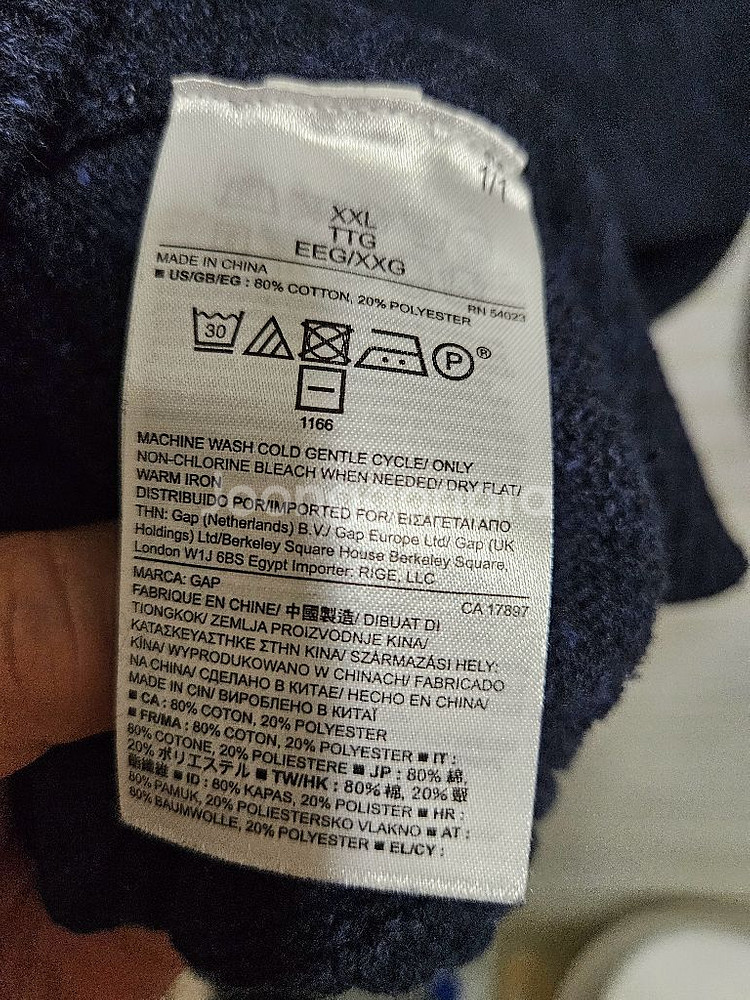 1/1
XXL
TTG
EEG/XXG
MADE IN CHINA
RN 54023
■ US/GB/EG : 80% COTTON, 20% POLYESTER
30
P®
1166
MACHINE WASH COLD GENTLE CYCLE/ ONLY
NON-CHLORINE BLEACH WHEN NEEDED/ DRY FLAT/
WARM IRON
DISTRIBUIDO POR/IMPORTED FOR/ ΕΙΣΑΓΕΤΑΙ ΑΠΟ
ΤΗΝ: Gap (Netherlands) B.V./ Gap Europe Ltd/ Gap (UK
Holdings) Ltd/Berkeley Square House Berkeley Square,
London W1J 6BS Egypt Importer: RIGE, LLC
MARCA: GAP
CA 17897
FABRIQUE EN CHINE/ 中國製造/ DIBUAT DI
TIONGKOK/ ZEMLJA PROIZVODNJE KINA/
ΚΑΤΑΣΚΕΥΑΣΤΗΚΕ ΣΤΗΝ ΚΙΝΑ/ SZÁRMAZÁSI HELY:
KÍNA/ WYPRODUKOWANO W CHINACH/ FABRICADO
NA CHINA/ СДЕЛАНО В КИТАЕ/ HECHO EN CHINA/
MADE IN CIN/ ВИРОБЛЕНО В КИТАЇ
■ CA : 80% COTON, 20% POLYESTER
■ FR/MA : 80% COTON, 20% POLYESTER ■ IT :
80% COTONE, 20% POLIESTERE ■ JP : 80% 綿,
20% ポリエステル ■ TW/HK : 80% 棉, 20% 聚
酯纖維 ■ ID : 80% KAPAS, 20% POLISTER ■ HR :
80% PAMUK, 20% POLIESTERSKO VLAKNO ■ AT :
80% BAUMWOLLE, 20% POLYESTER ■ EL/CY :